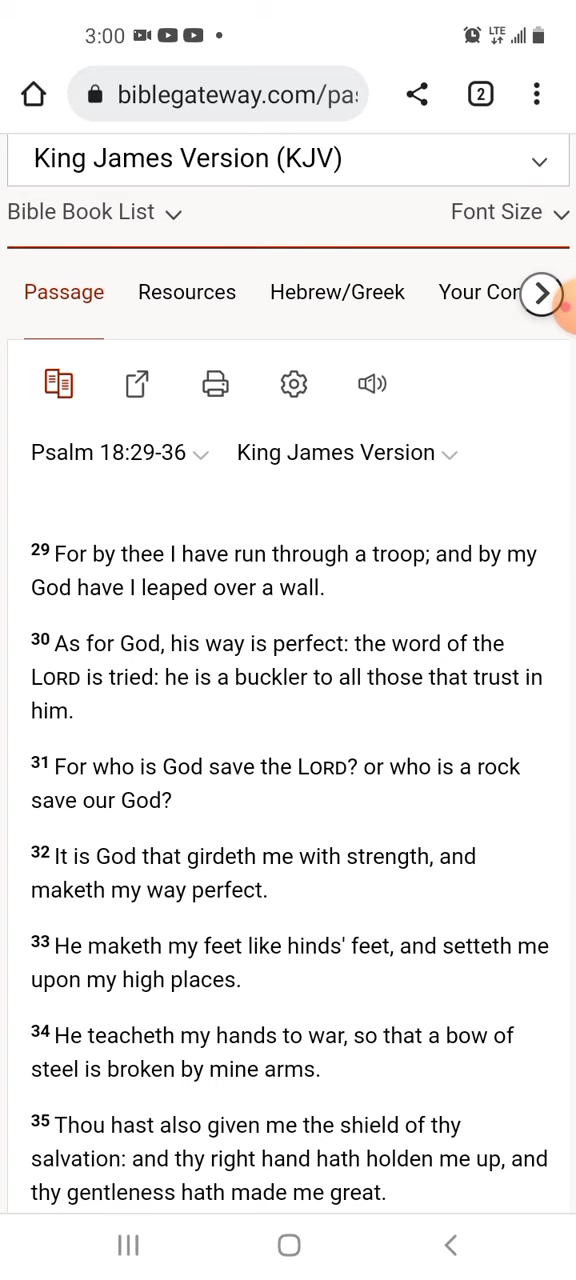 3:00
LTE
biblegateway.com/pa
2
King James Version (KJV)
Bible Book List
Font Size
Passage Resources Hebrew/Greek Your Con
Psalm 18:29-36 King James Version
29 For by thee I have run through a troop; and by my
God have I leaped over a wall.
30 As for God, his way is perfect: the word of the
LORD is tried: he is a buckler to all those that trust in
him.
31 For who is God save the LORD? or who is a rock
save our God?
32 It is God that girdeth me with strength, and
maketh my way perfect.
33 He maketh my feet like hinds' feet, and setteth me
upon my high places.
34 He teacheth my hands to war, so that a bow of
steel is broken by mine arms.
35 Thou hast also given me the shield of thy
salvation: and thy right hand hath holden me up, and
thy gentleness hath made me great.